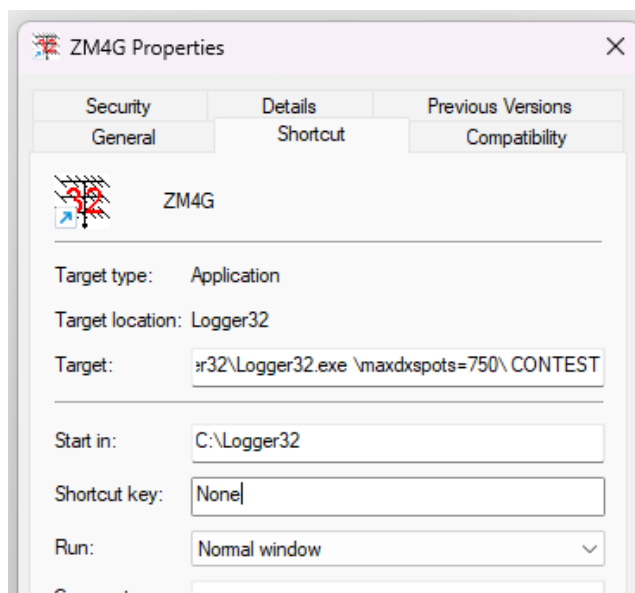 ZM4G Properties
Security Details Previous Versions
General Shortcut Compatibility
32 ZM4G
Target type: Application
Target location: Logger32
Target: er32\Logger32.exe \maxdxspots=750\ CONTEST
Start in: C:\Logger32
Shortcut key: None
Run: Normal window